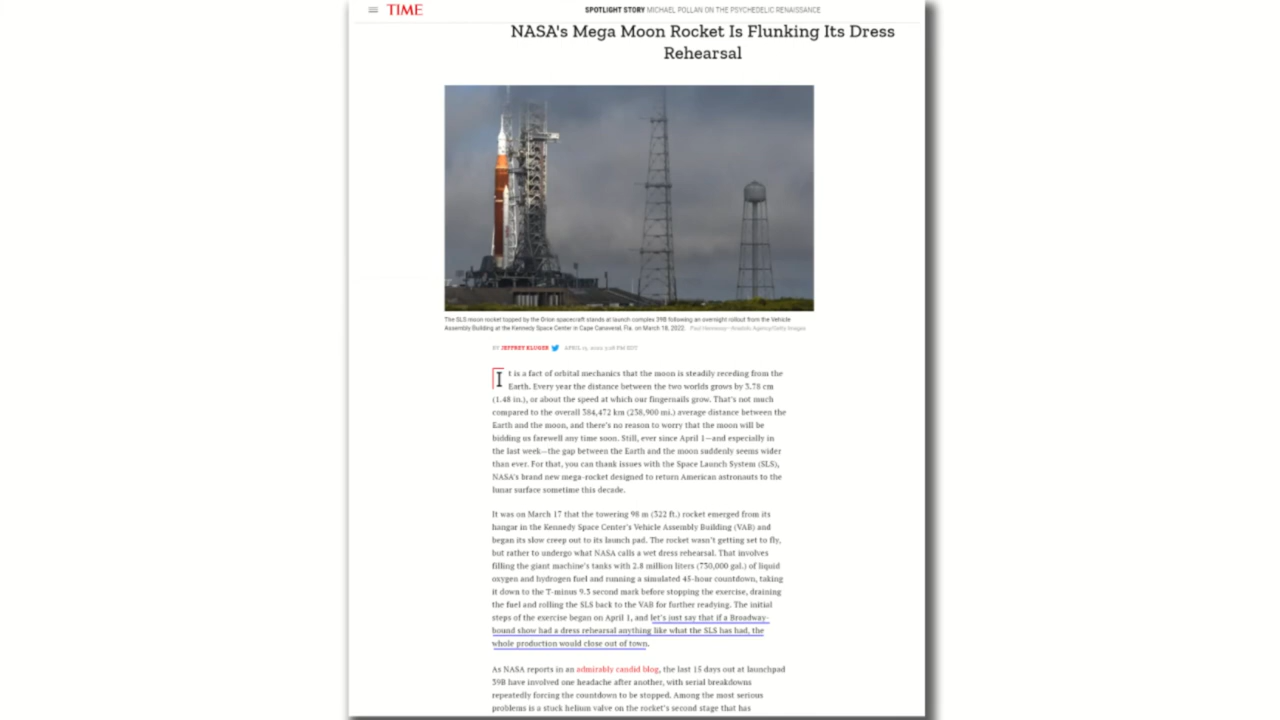 TIME
SPOTLIGHT STORY MICHAEL POLLAN ON THE PSYCHEDELIC RENAISSANCE
NASA's Mega Moon Rocket Is Flunking Its Dress
Rehearsal
The SLS moon rocket topped by the Orion spacecraft stands at launch complex 39B following an overnight rollout from the Vehicle
Assembly Building at the Kennedy Space Center in Cape Canaveral, Fla. on March 18, 2022. Paul Hennessy—Anadolu Agency/Getty Images
BY JEFFREY KLUGER APRIL
It is a fact of orbital mechanics that the moon is steadily receding from the
Earth. Every year the distance between the two worlds grows by 3.78 cm
(1.48 in.), or about the speed at which our fingernails grow. That's not much
compared to the overall 384,472 km (238,900 mi.) average distance between the
Earth and the moon, and there's no reason to worry that the moon will be
bidding us farewell any time soon. Still, ever since April 1—and especially in
the last week—the gap between the Earth and the moon suddenly seems wider
than ever. For that, you can thank issues with the Space Launch System (SLS),
NASA's brand new mega-rocket designed to return American astronauts to the
lunar surface sometime this decade.
It was on March 17 that the towering 98 m (322 ft.) rocket emerged from its
hangar in the Kennedy Space Center's Vehicle Assembly Building (VAB) and
began its slow creep out to its launch pad. The rocket wasn't getting set to fly,
but rather to undergo what NASA calls a wet dress rehearsal. That involves
filling the giant machine's tanks with 2.8 million liters (730,000 gal.) of liquid
oxygen and hydrogen fuel and running a simulated 45-hour countdown, taking
it down to the T-minus 9.3 second mark before stopping the exercise, draining
the fuel and rolling the SLS back to the VAB for further readying. The initial
steps of the exercise began on April 1, and let's just say that if a Broadway-
bound show had a dress rehearsal anything like what the SLS has had, the
whole production would close out of town.
As NASA reports in an admirably candid blog, the last 15 days out at launchpad
39B have involved one headache after another, with serial breakdowns
repeatedly forcing the countdown to be stopped. Among the most serious
problems is a stuck helium valve on the rocket's second stage that has